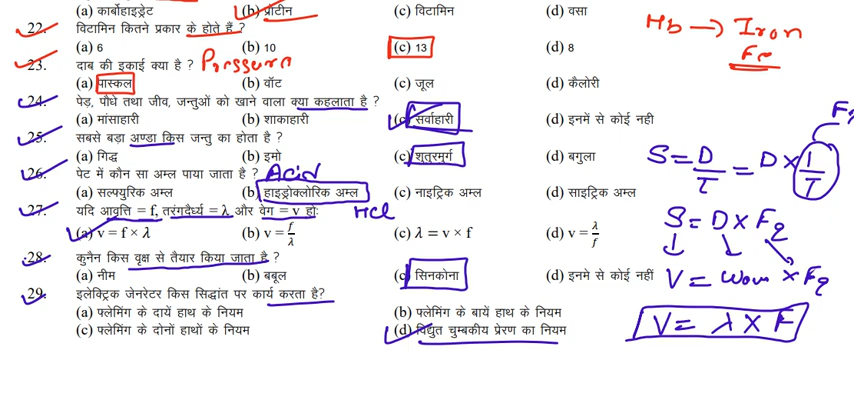 (a) कार्बोहाइड्रेट (b) प्रोटीन (c) विटामिन (d) वसा
22. विटामिन कितने प्रकार के होते हैं ?
(a) 6 (b) 10 (c) 13 (d) 8
23. दाब की इकाई क्या है ? Pressure
(a) पास्कल (b) वॉट (c) जूल (d) कैलोरी
24. पेड़, पौधे तथा जीव, जन्तुओं को खाने वाला क्या कहलाता है ?
(a) मांसाहारी (b) शाकाहारी (c) सर्वाहारी (d) इनमें से कोई नही
25. सबसे बड़ा अण्डा किस जन्तु का होता है ?
(a) गिद्ध (b) इमो (c) शुतुरमुर्ग (d) बगुला
26. पेट में कौन सा अम्ल पाया जाता है ? Acid
(a) सल्फ्युरिक अम्ल (b) हाइड्रोक्लोरिक अम्ल (c) नाइट्रिक अम्ल (d) साइट्रिक अम्ल
27. यदि आवृत्ति = f, तरंगदैर्ध्य = λ और वेग = v होः HCl
(a) v = f × λ (b) v = f/λ (c) λ = v × f (d) v = λ/f
28. कुनैन किस वृक्ष से तैयार किया जाता है ?
(a) नीम (b) बबूल (c) सिनकोना (d) इनमे से कोई नहीं
29. इलेक्ट्रिक जेनरेटर किस सिद्धांत पर कार्य करता है?
(a) फ्लेमिंग के दायें हाथ के नियम (b) फ्लेमिंग के बायें हाथ के नियम
(c) फ्लेमिंग के दोनों हाथों के नियम (d) विद्युत चुम्बकीय प्रेरण का नियम
Hb → Iron
Fe
S = D/T = D × 1/T
S = D × Fq
V = × Fq
V = λ × F